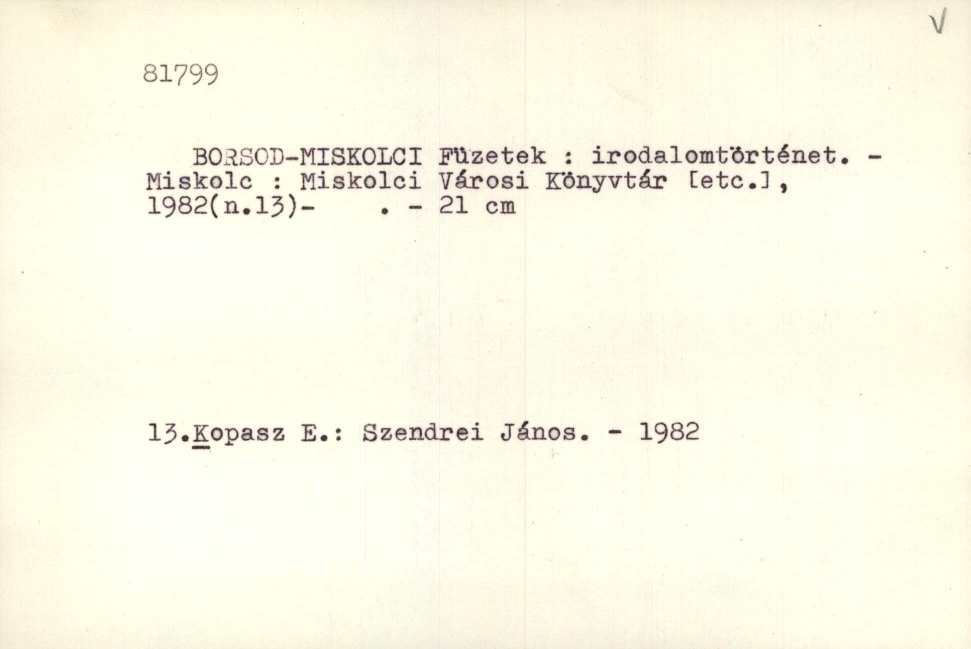 V
81799
BORSOD-MISKOLCI Füzetek : irodalomtörténet. -
Miskolc : Miskolci Városi Könyvtár [etc.],
1982(n.13)-    . - 21 cm
13.Kopasz E.: Szendrei János. - 1982